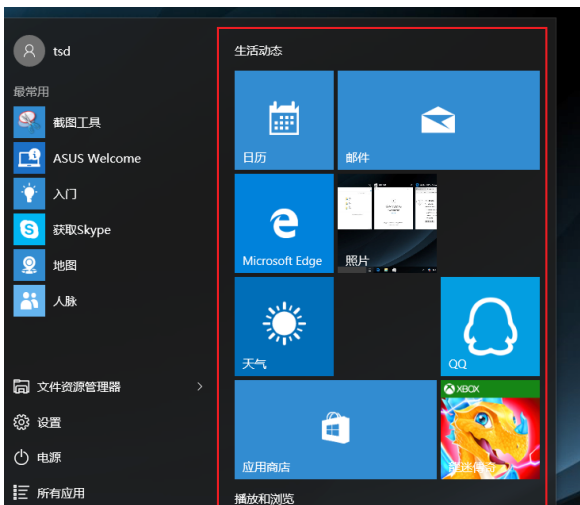 tsd
最常用
截图工具
ASUS Welcome
入门
获取Skype
地图
人脉
文件资源管理器
设置
电源
所有应用
生活动态
日历
邮件
Microsoft Edge
照片
天气
QQ
应用商店
XBOX
迷传奇
播放和浏览